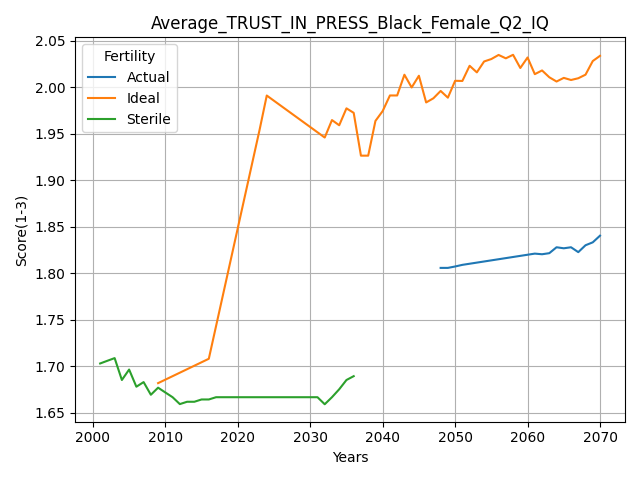 Average_TRUST_IN_PRESS_Black_Female_Q2_IQ
Fertility
Actual
Ideal
Sterile
Score(1-3)
2.05
2.00
1.95
1.90
1.85
1.80
1.75
1.70
1.65
2000 2010 2020 2030 2040 2050 2060 2070
Years